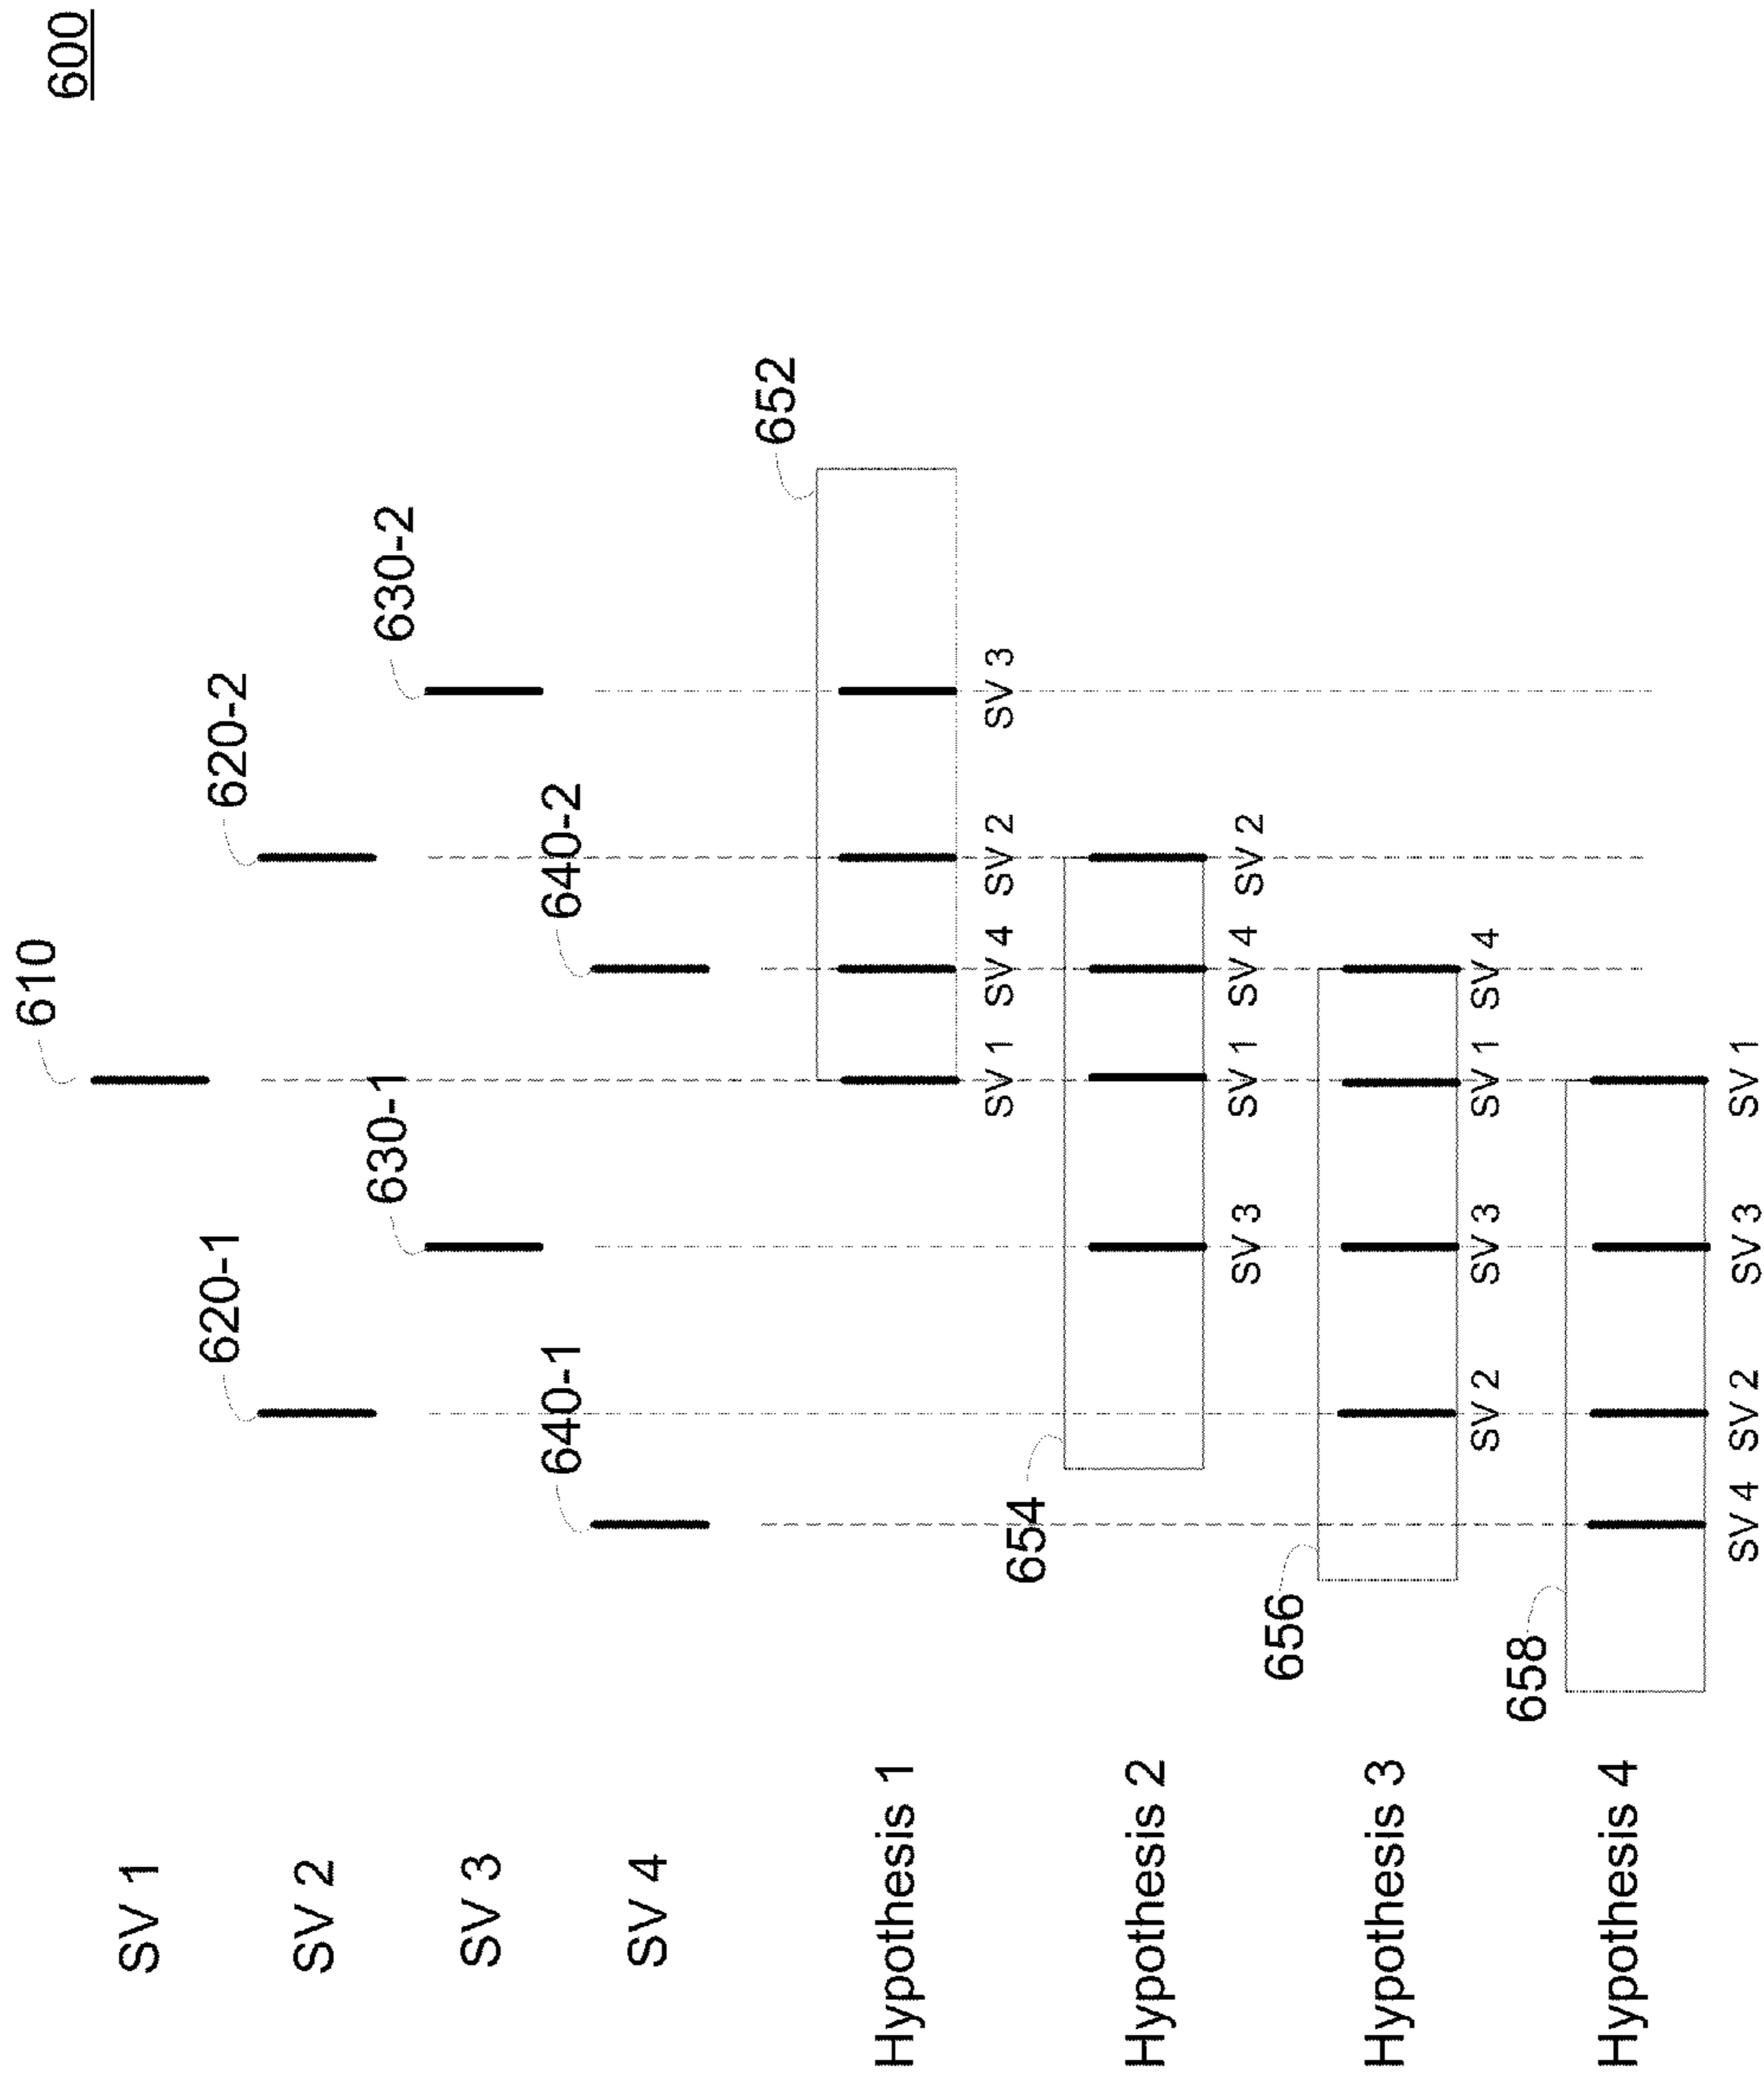 600
610
SV 1
620-1
620-2
SV 2
630-1
630-2
SV 3
640-1
640-2
SV 4
652
Hypothesis 1
SV 1 SV 4 SV 2 SV 3
654
Hypothesis 2
SV 3 SV 1 SV 4 SV 2
656
Hypothesis 3
SV 2 SV 3 SV 1 SV 4
658
Hypothesis 4
SV 4 SV 2 SV 3 SV 1